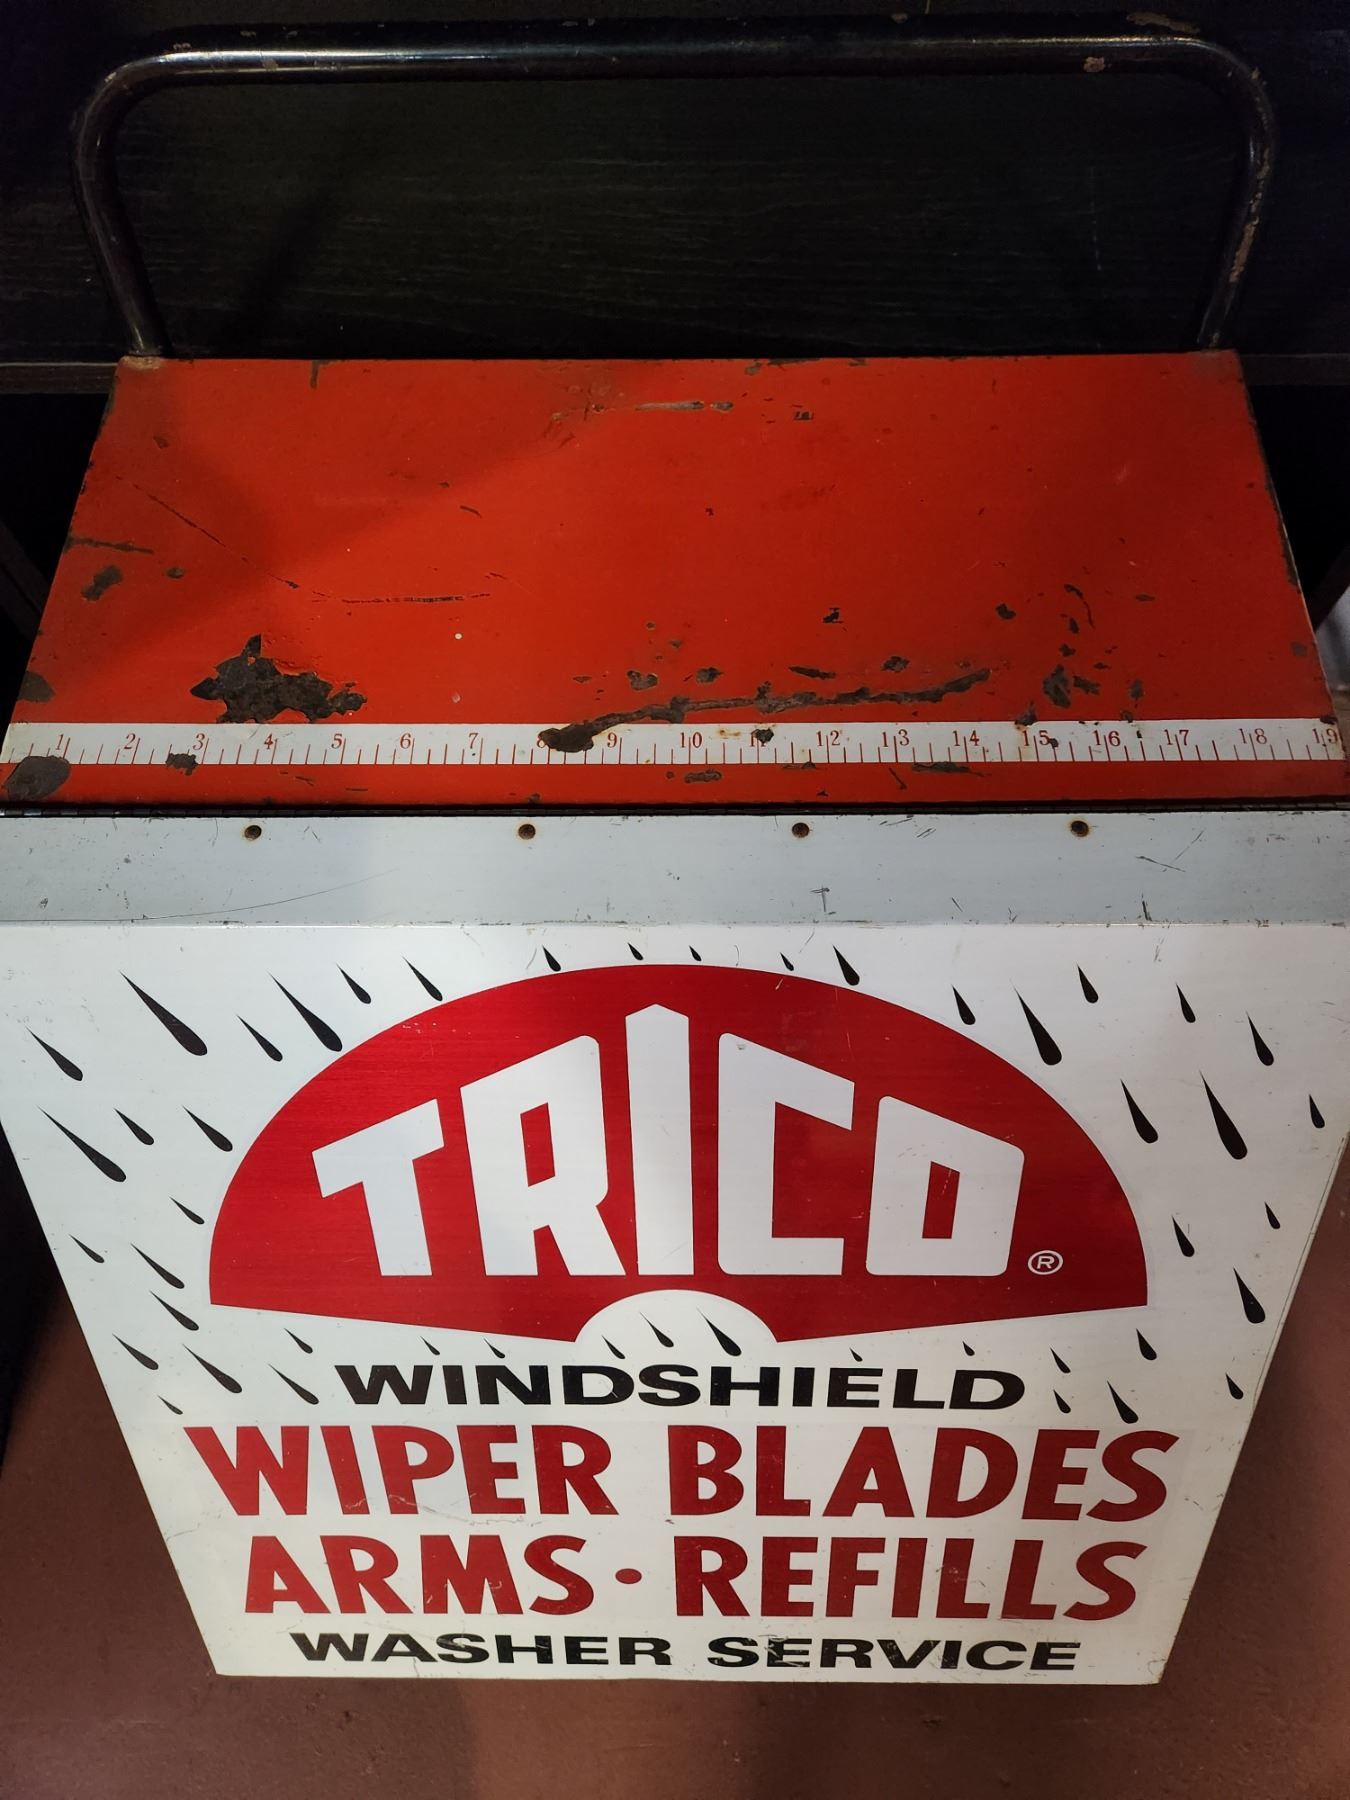 1 2 3 4 5 6 7 8 9 10 11 12 13 14 15 16 17 18 19
TRICO®
WINDSHIELD
WIPER BLADES
ARMS · REFILLS
WASHER SERVICE